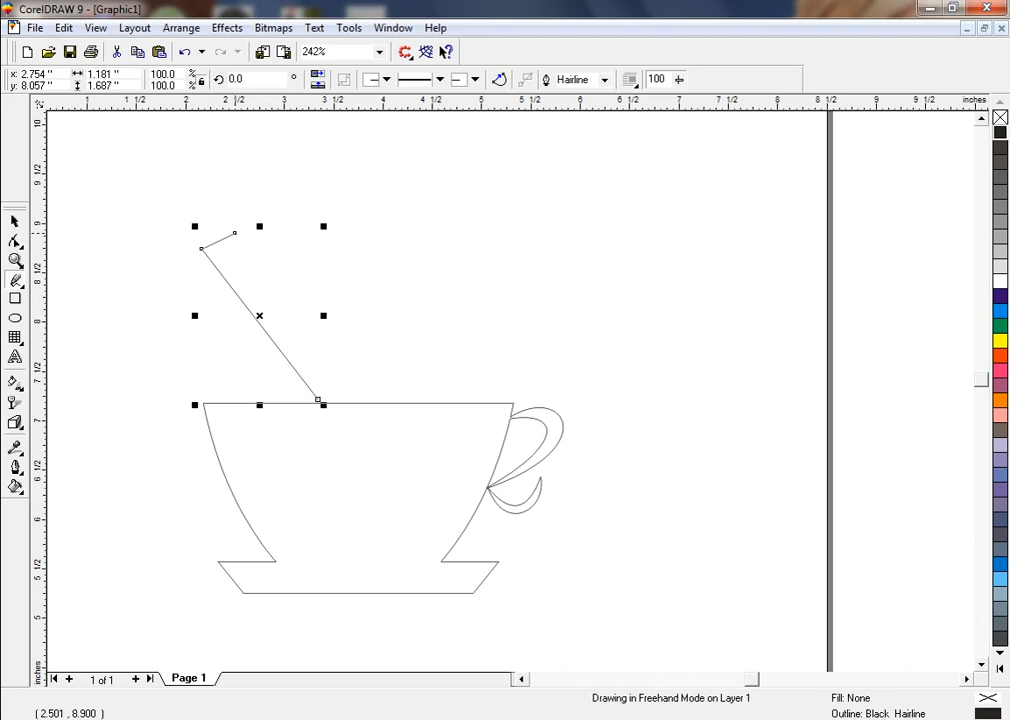 CorelDRAW 9 - [Graphic1]
File Edit View Layout Arrange Effects Bitmaps Text Tools Window Help
242%
x: 2.754 " 1.181 " 100.0 %
y: 8.057 " 1.687 " 100.0 %
0.0 °
Hairline
100
1 1 1/2 2 2 1/2 3 3 1/2 4 4 1/2 5 5 1/2 6 6 1/2 7 7 1/2 8 8 1/2 9 9 1/2 inches
10
9 1/2
9
8 1/2
8
7 1/2
7
6 1/2
6
5 1/2
5
inches
1 of 1 Page 1
Drawing in Freehand Mode on Layer 1 Fill: None
( 2.501 , 8.900 ) Outline: Black Hairline